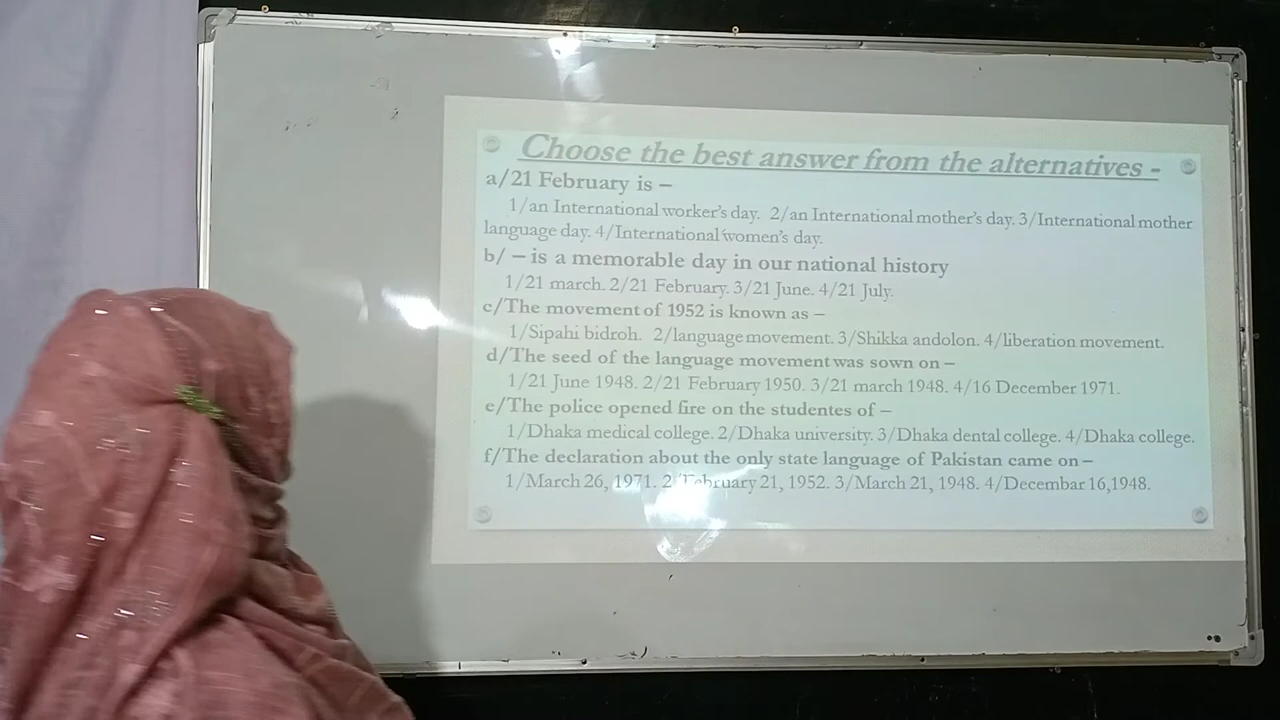 Choose the best answer from the alternatives -
a/21 February is –
1/an International worker's day. 2/an International mother's day. 3/International mother
language day. 4/International women's day.
b/ – is a memorable day in our national history
1/21 march. 2/21 February. 3/21 June. 4/21 July.
c/The movement of 1952 is known as –
1/Sipahi bidroh. 2/language movement. 3/Shikka andolon. 4/liberation movement.
d/The seed of the language movement was sown on –
1/21 June 1948. 2/21 February 1950. 3/21 march 1948. 4/16 December 1971.
e/The police opened fire on the studentes of –
1/Dhaka medical college. 2/Dhaka university. 3/Dhaka dental college. 4/Dhaka college.
f/The declaration about the only state language of Pakistan came on –
1/March 26, 1971. 2/February 21, 1952. 3/March 21, 1948. 4/Decembar 16,1948.